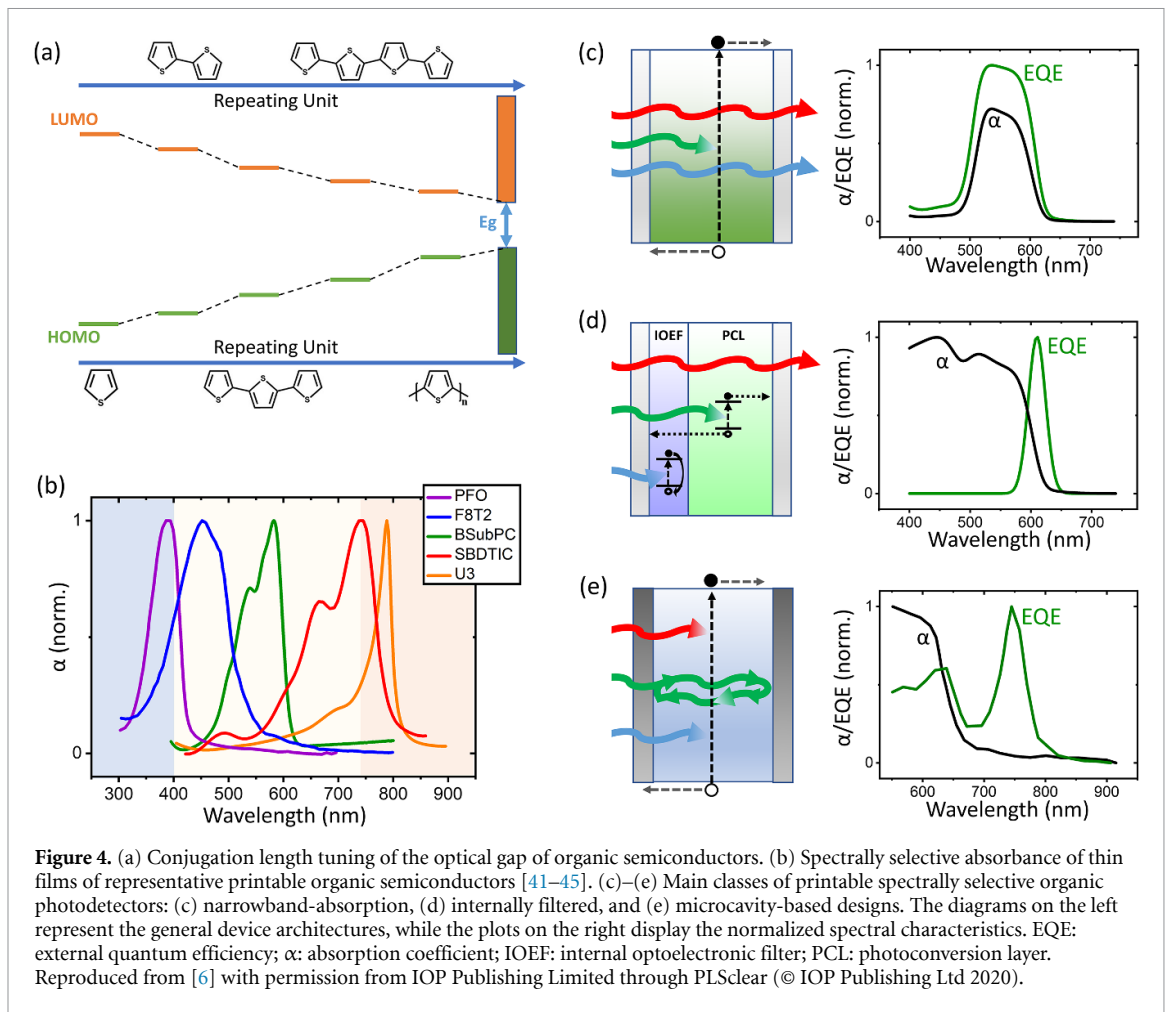 (a)
S
S
S
S
S
S
Repeating Unit
LUMO
Eg
HOMO
Repeating Unit
S
S
S
S
S
n
(b)
α (norm.)
1
0
PFO
F8T2
BSubPC
SBDTIC
U3
300 400 500 600 700 800 900
Wavelength (nm)
(c)
α/EQE (norm.)
1
0
EQE
α
400 500 600 700
Wavelength (nm)
(d)
IOEF PCL
α/EQE (norm.)
1
0
α
EQE
400 500 600 700
Wavelength (nm)
(e)
α/EQE (norm.)
1
0
α
EQE
600 700 800 900
Wavelength (nm)
Figure 4. (a) Conjugation length tuning of the optical gap of organic semiconductors. (b) Spectrally selective absorbance of thin
films of representative printable organic semiconductors [41–45]. (c)–(e) Main classes of printable spectrally selective organic
photodetectors: (c) narrowband-absorption, (d) internally filtered, and (e) microcavity-based designs. The diagrams on the left
represent the general device architectures, while the plots on the right display the normalized spectral characteristics. EQE:
external quantum efficiency; α: absorption coefficient; IOEF: internal optoelectronic filter; PCL: photoconversion layer.
Reproduced from [6] with permission from IOP Publishing Limited through PLSclear (© IOP Publishing Ltd 2020).